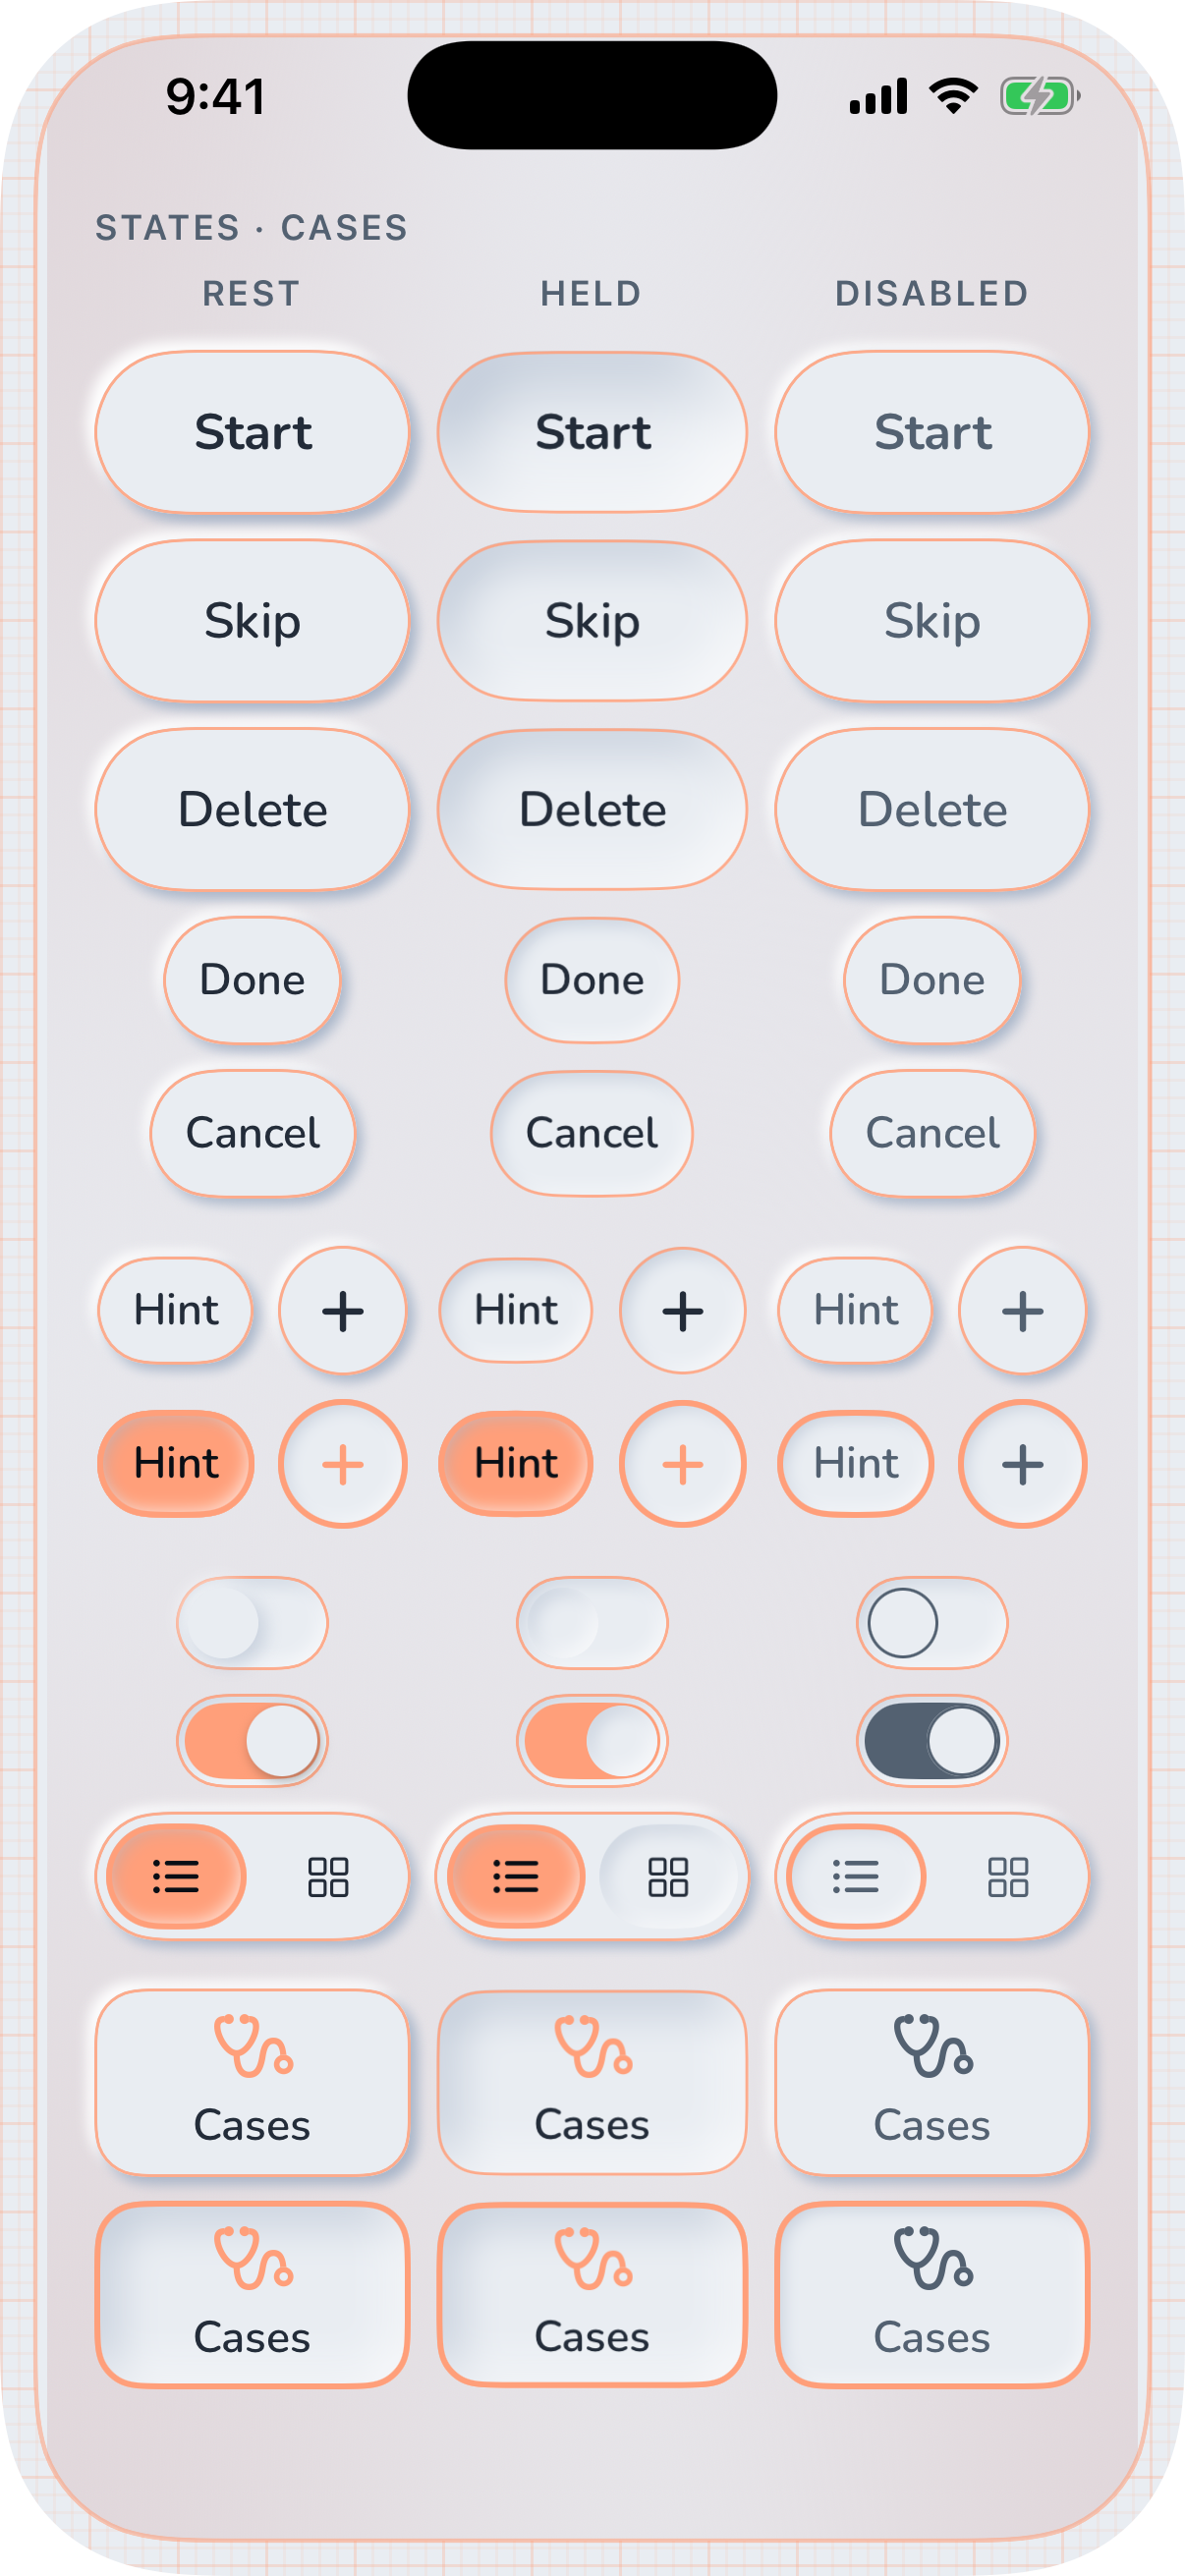 9:41
STATES · CASES
REST HELD DISABLED
Start Start Start
Skip Skip Skip
Delete Delete Delete
Done Done Done
Cancel Cancel Cancel
Hint + Hint + Hint +
Hint + Hint + Hint +
Cases Cases Cases
Cases Cases Cases